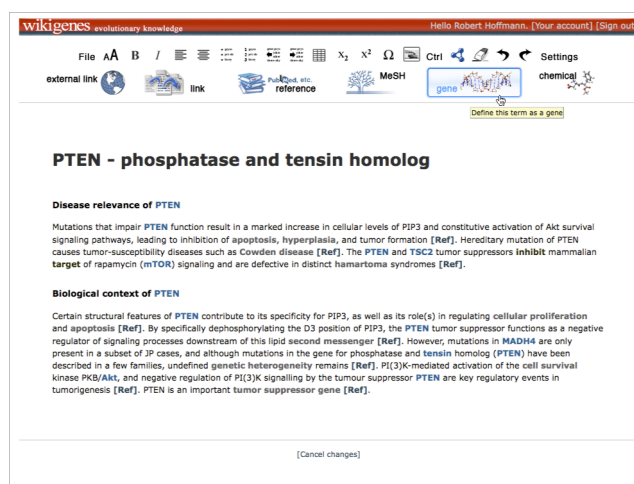 wikigenes evolutionary knowledge
Hello Robert Hoffmann. [Your account] [Sign out
File AA B I X₂ X² Ω Ctrl Settings
external link
link
PubMed, etc.
reference
MeSH
gene
chemical
Define this term as a gene
PTEN - phosphatase and tensin homolog
Disease relevance of PTEN
Mutations that impair PTEN function result in a marked increase in cellular levels of PIP3 and constitutive activation of Akt survival
signaling pathways, leading to inhibition of apoptosis, hyperplasia, and tumor formation [Ref]. Hereditary mutation of PTEN
causes tumor-susceptibility diseases such as Cowden disease [Ref]. The PTEN and TSC2 tumor suppressors inhibit mammalian
target of rapamycin (mTOR) signaling and are defective in distinct hamartoma syndromes [Ref].
Biological context of PTEN
Certain structural features of PTEN contribute to its specificity for PIP3, as well as its role(s) in regulating cellular proliferation
and apoptosis [Ref]. By specifically dephosphorylating the D3 position of PIP3, the PTEN tumor suppressor functions as a negative
regulator of signaling processes downstream of this lipid second messenger [Ref]. However, mutations in MADH4 are only
present in a subset of JP cases, and although mutations in the gene for phosphatase and tensin homolog (PTEN) have been
described in a few families, undefined genetic heterogeneity remains [Ref]. PI(3)K-mediated activation of the cell survival
kinase PKB/Akt, and negative regulation of PI(3)K signalling by the tumour suppressor PTEN are key regulatory events in
tumorigenesis [Ref]. PTEN is an important tumor suppressor gene [Ref].
[Cancel changes]